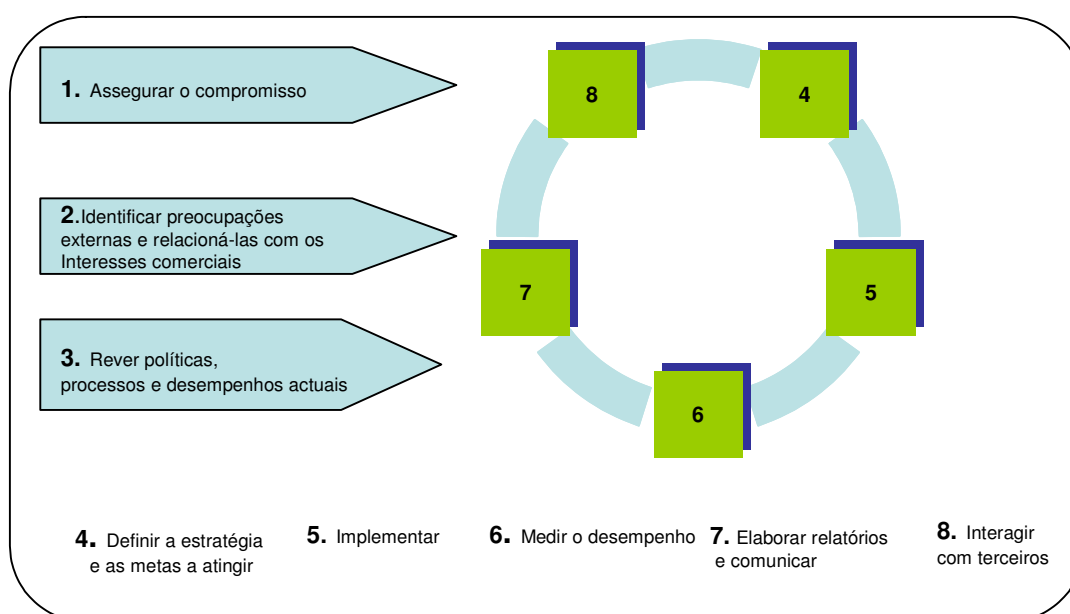 1. Assegurar o compromisso
2.Identificar preocupações
externas e relacioná-las com os
Interesses comerciais
3. Rever políticas,
processos e desempenhos actuais
8
4
7
5
6
4. Definir a estratégia
e as metas a atingir
5. Implementar
6. Medir o desempenho
7. Elaborar relatórios
e comunicar
8. Interagir
com terceiros